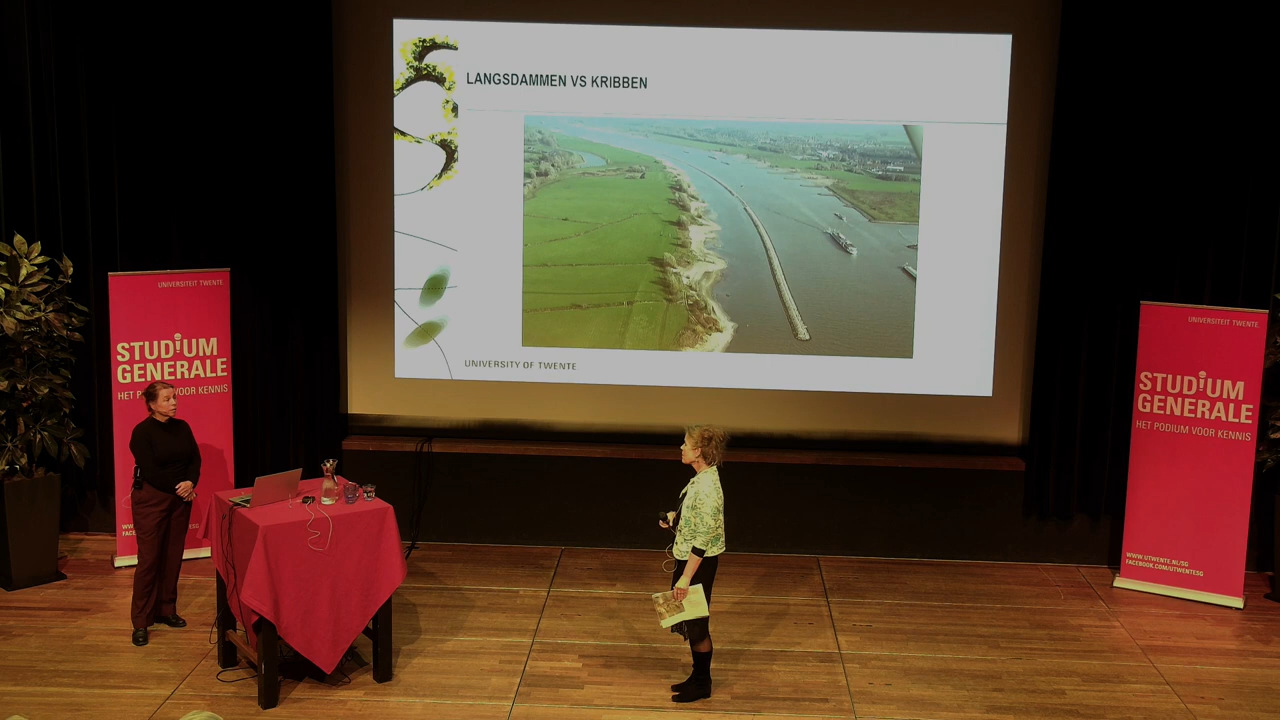 LANGSDAMMEN VS KRIBBEN
UNIVERSITY OF TWENTE
UNIVERSITEIT TWENTE.
STUDIUM
GENERALE
HET PODIUM VOOR KENNIS
UNIVERSITEIT TWENTE.
STUDIUM
GENERALE
HET PODIUM VOOR KENNIS
WWW.UTWENTE.NL/SG
FACEBOOK.COM/UTWENTESG